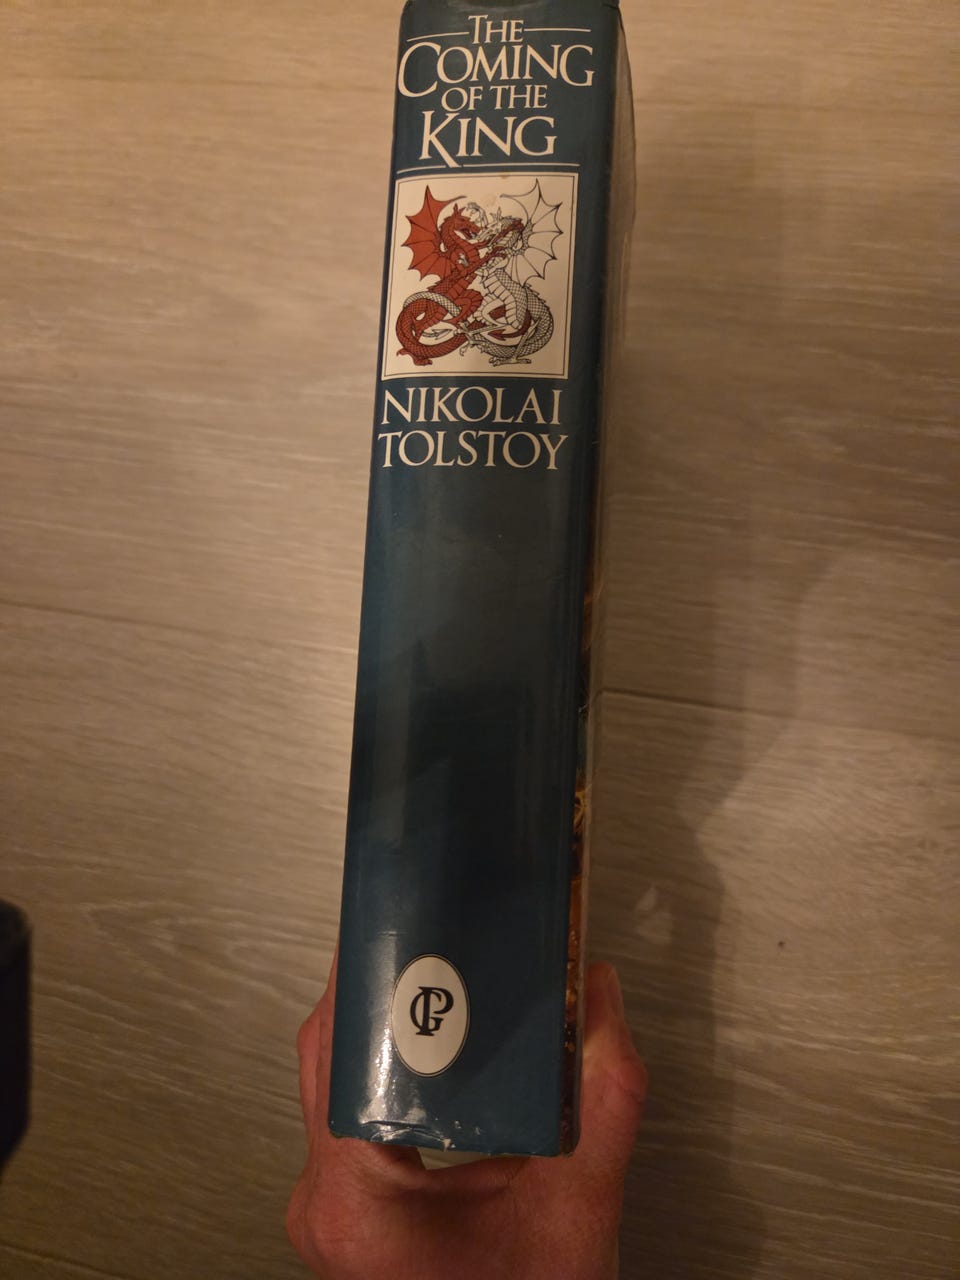 THE
COMING
OF THE
KING
NIKOLAI
TOLSTOY
GP